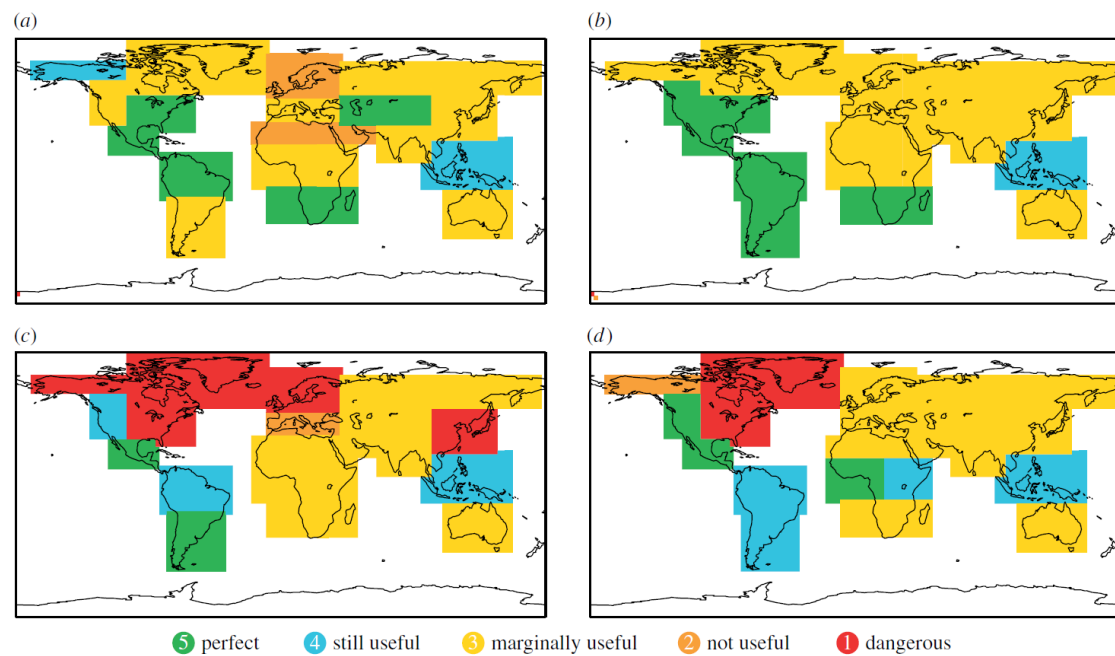 (a) (b)
(c) (d)
5 perfect 4 still useful 3 marginally useful 2 not useful 1 dangerous